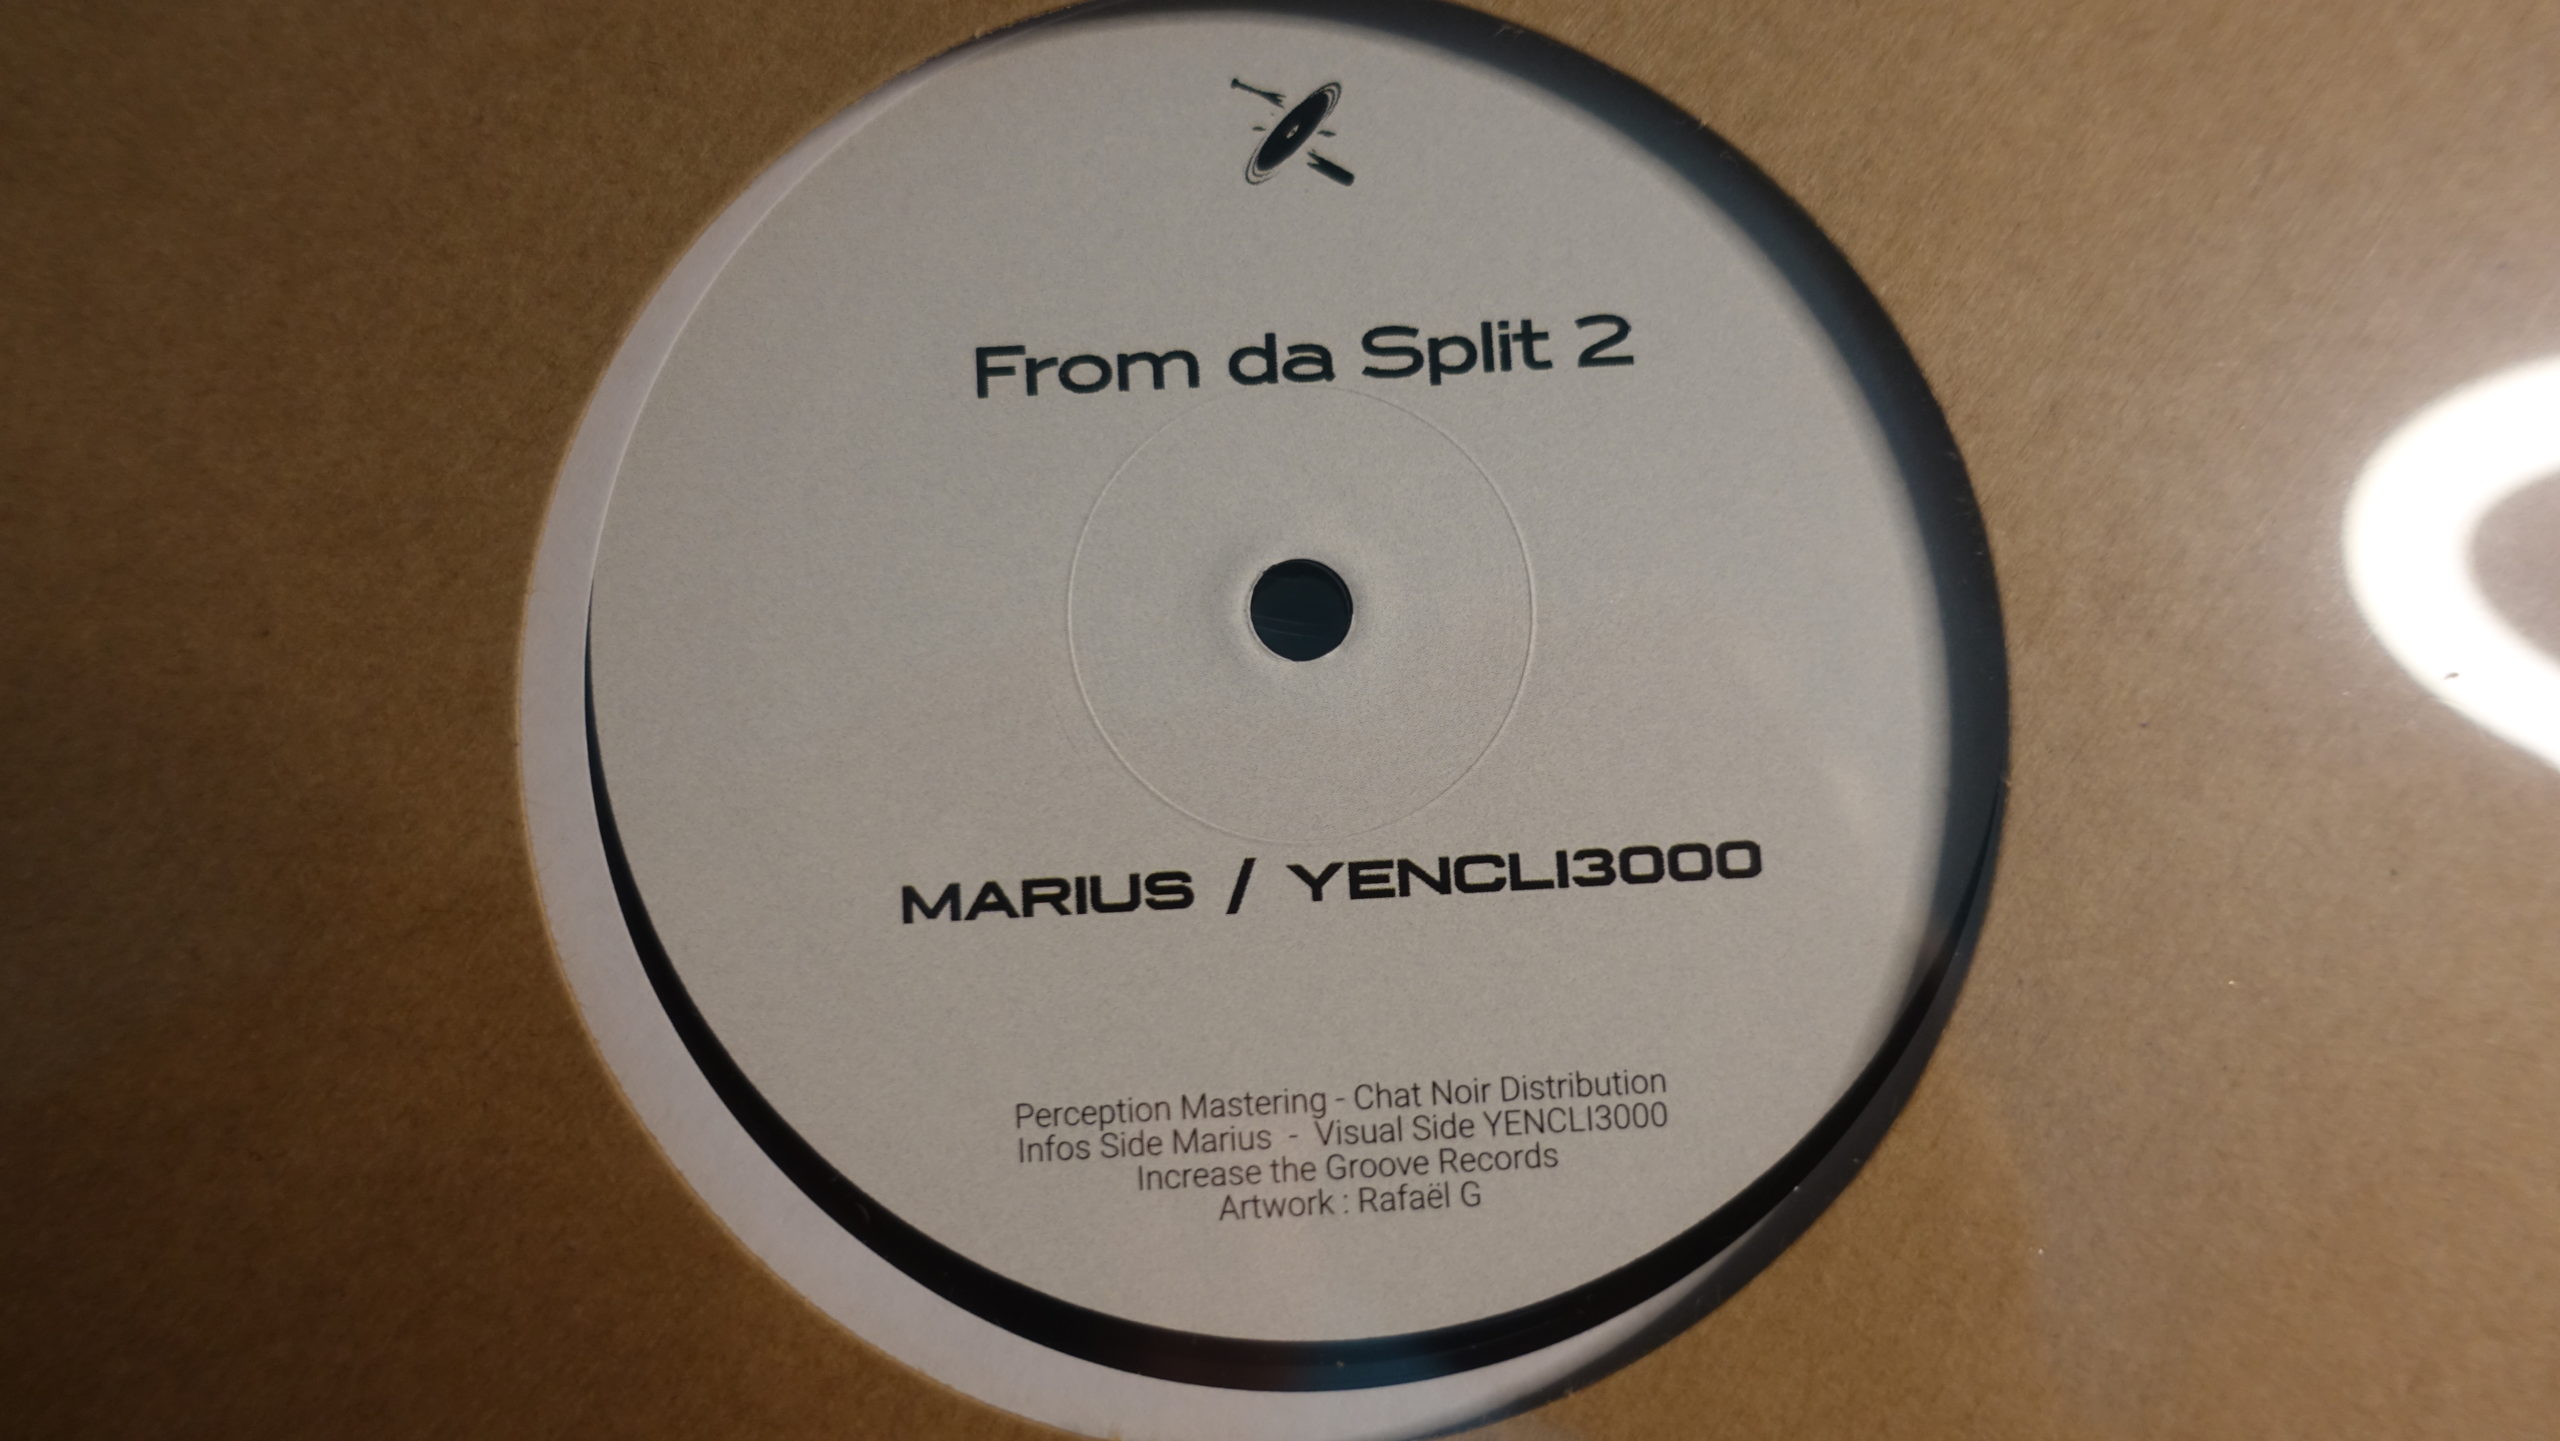 From da Split 2
MARIUS / YENCLI3000
Perception Mastering - Chat Noir Distribution
Infos Side Marius - Visual Side YENCLI3000
Increase the Groove Records
Artwork : Rafaël G